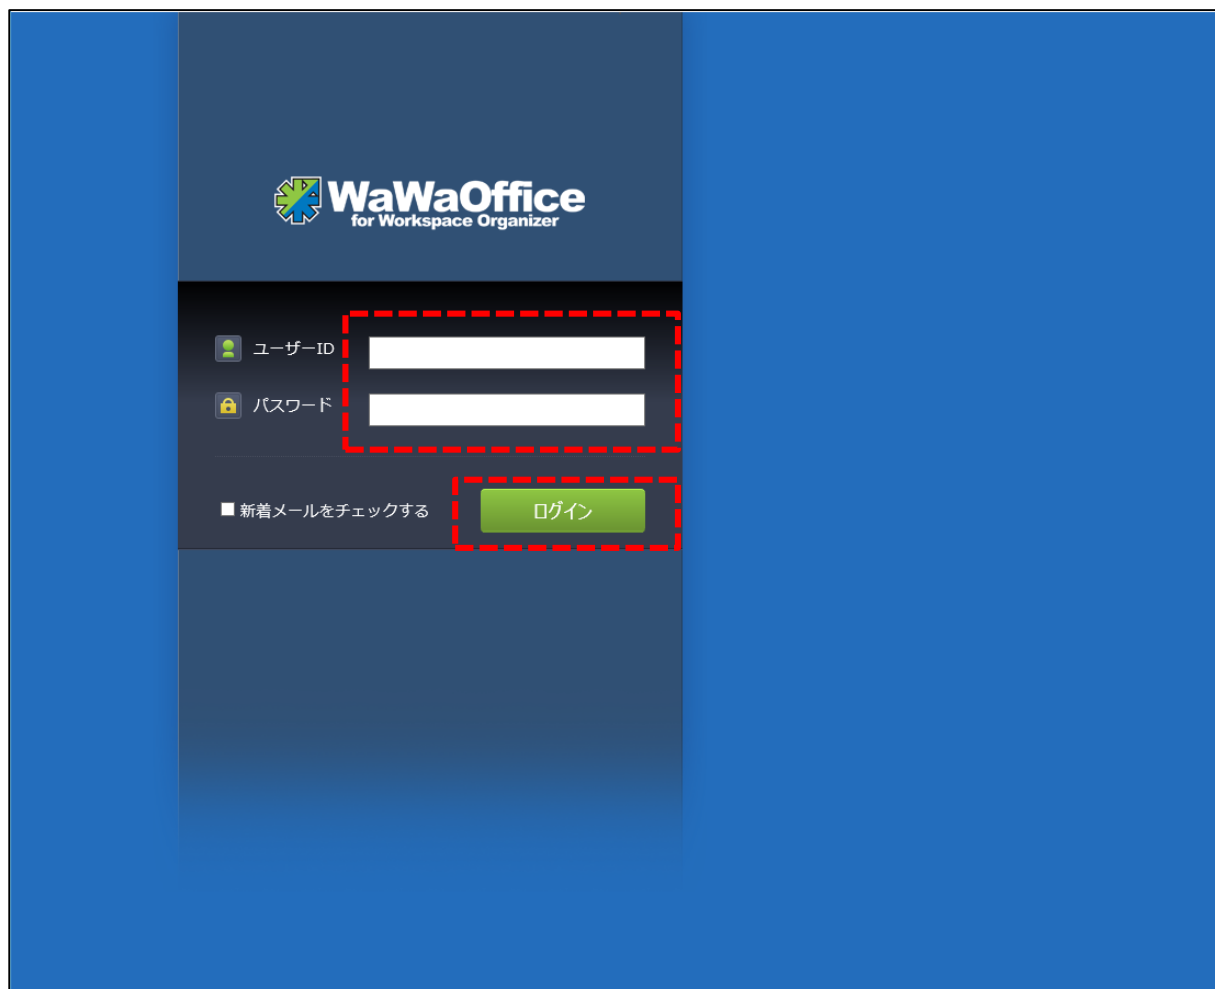 WaWaOffice
for Workspace Organizer
ユーザーID
パスワード
新着メールをチェックする
ログイン